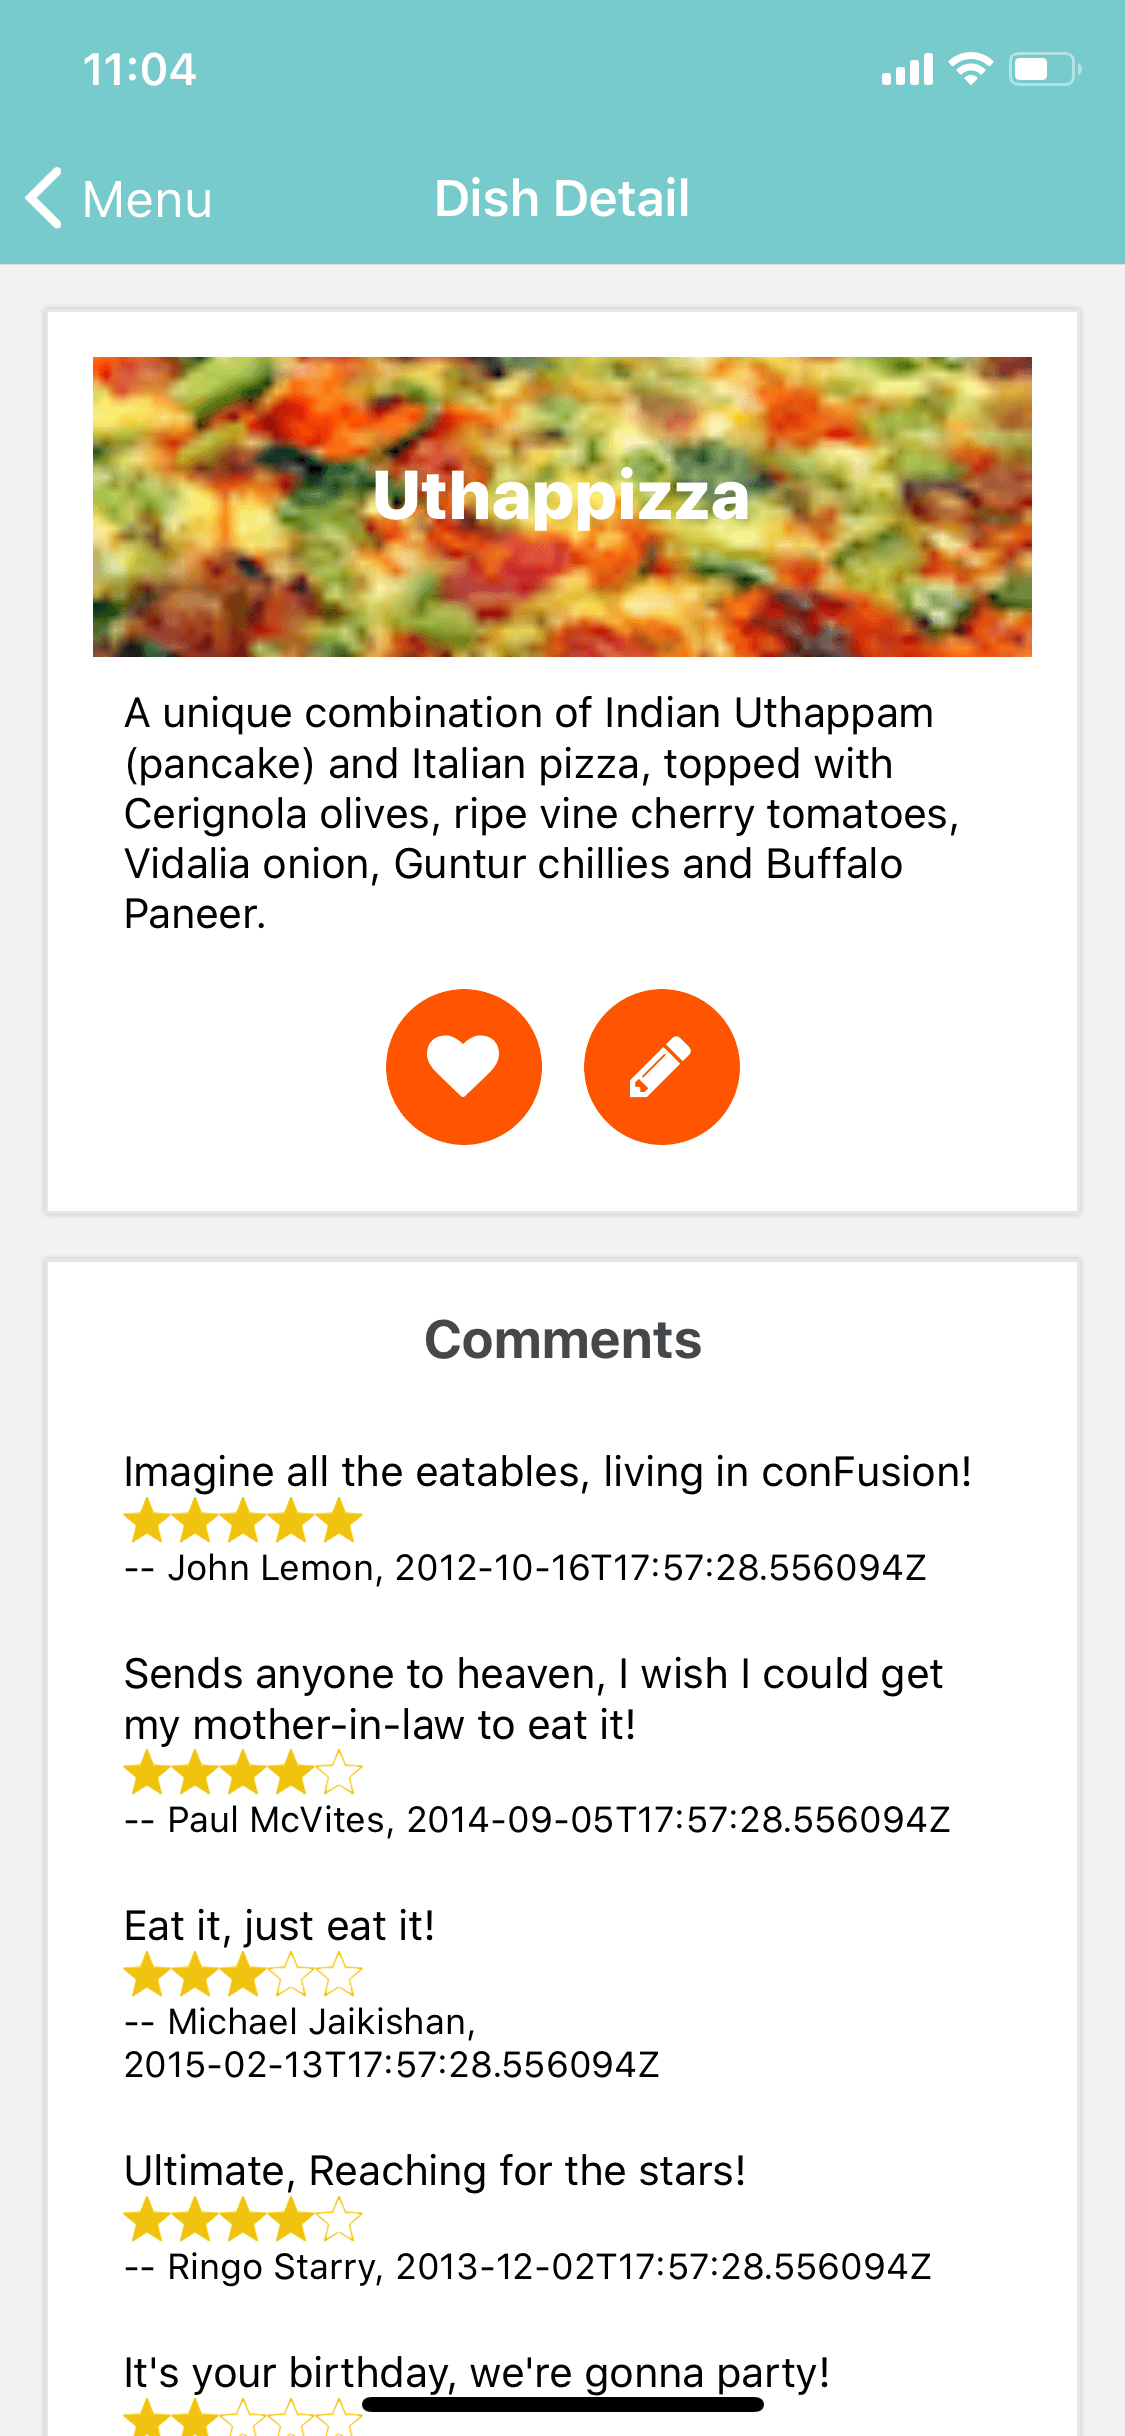 11:04
Menu
Dish Detail
Uthappizza
A unique combination of Indian Uthappam
(pancake) and Italian pizza, topped with
Cerignola olives, ripe vine cherry tomatoes,
Vidalia onion, Guntur chillies and Buffalo
Paneer.
Comments
Imagine all the eatables, living in conFusion!
-- John Lemon, 2012-10-16T17:57:28.556094Z
Sends anyone to heaven, I wish I could get
my mother-in-law to eat it!
-- Paul McVites, 2014-09-05T17:57:28.556094Z
Eat it, just eat it!
-- Michael Jaikishan,
2015-02-13T17:57:28.556094Z
Ultimate, Reaching for the stars!
-- Ringo Starry, 2013-12-02T17:57:28.556094Z
It's your birthday, we're gonna party!